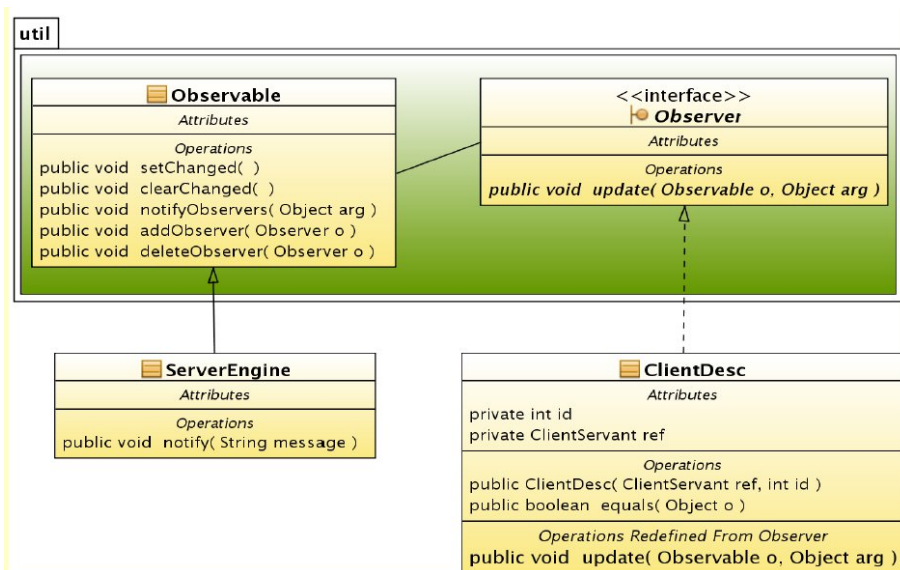 util
Observable
Attributes
Operations
public void setChanged( )
public void clearChanged( )
public void notifyObservers( Object arg )
public void addObserver( Observer o )
public void deleteObserver( Observer o )
<<interface>>
Observer
Attributes
Operations
public void update( Observable o, Object arg )
ServerEngine
Attributes
Operations
public void notify( String message )
ClientDesc
Attributes
private int id
private ClientServant ref
Operations
public ClientDesc( ClientServant ref, int id )
public boolean equals( Object o )
Operations Redefined From Observer
public void update( Observable o, Object arg )